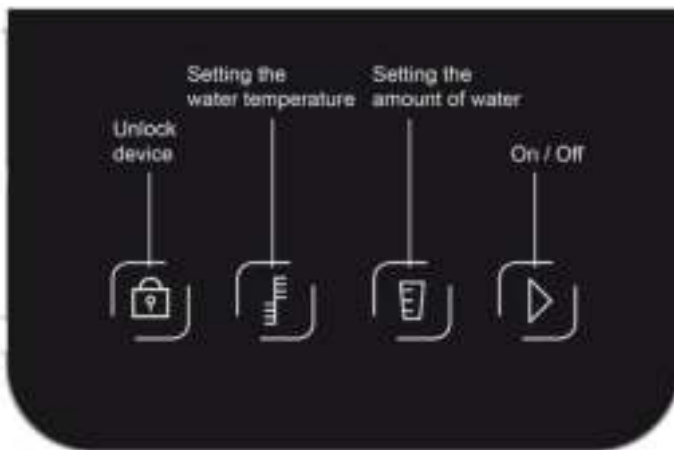 Setting the
water temperature
Setting the
amount of water
Unlock
device
On / Off